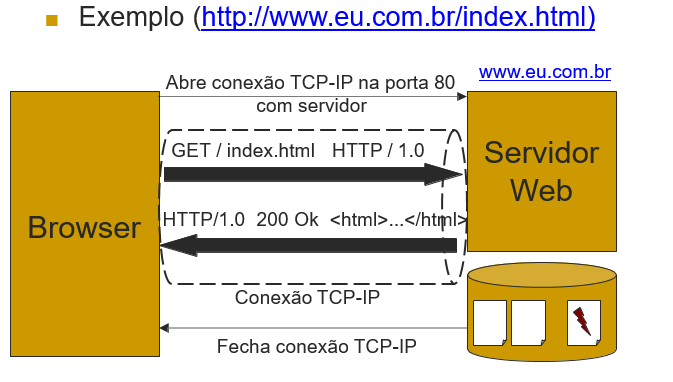 Exemplo (http://www.eu.com.br/index.html)
www.eu.com.br
Abre conexão TCP-IP na porta 80
com servidor
GET / index.html HTTP / 1.0
Servidor
Web
Browser
HTTP/1.0 200 Ok <html>...</html>
Conexão TCP-IP
Fecha conexão TCP-IP